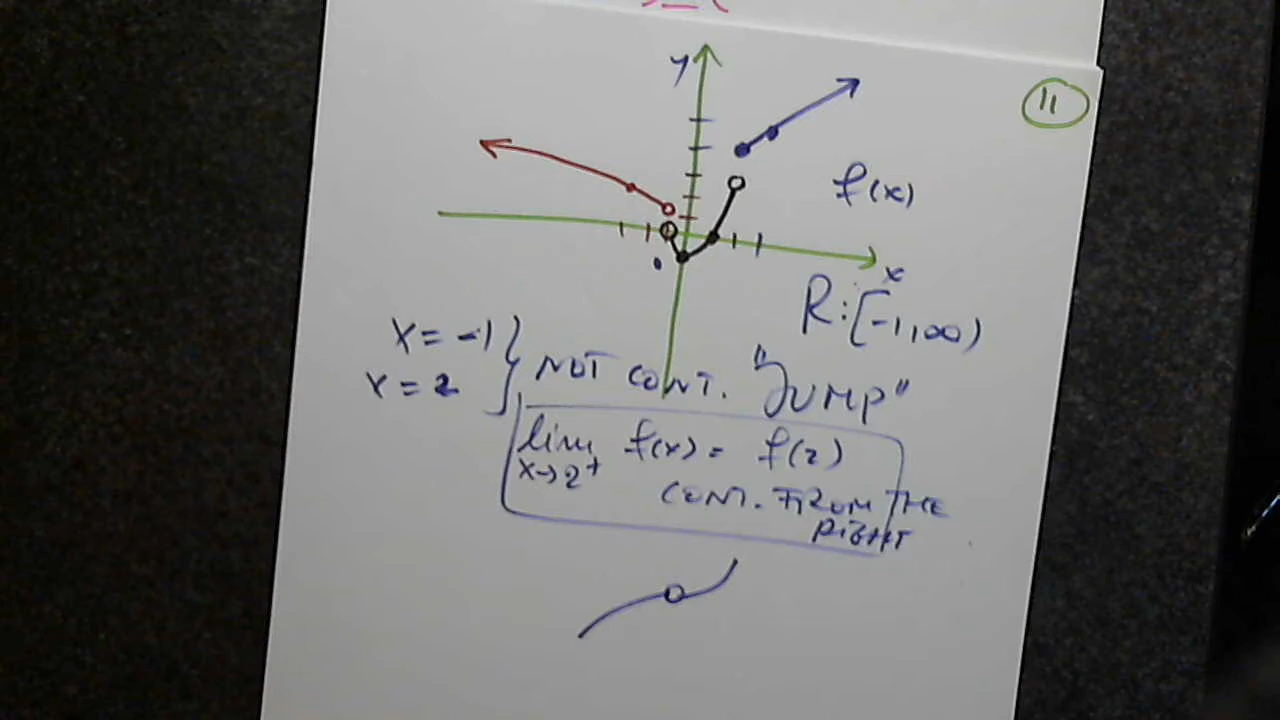 y
11
f(x)
x
R: [-1, ∞)
x = -1
x = 2
NOT CONT. "JUMP"
lim f(x) = f(2)
x→2⁺
CONT. FROM THE
RIGHT